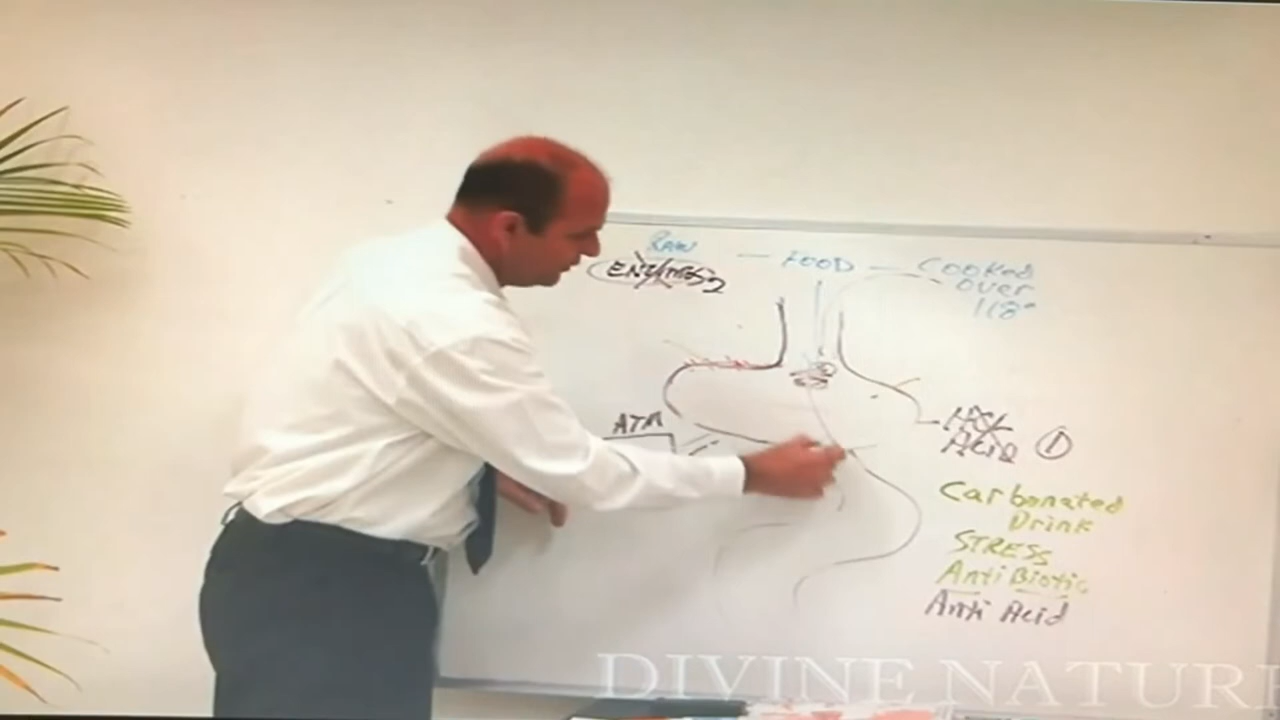 RAW — FOOD — Cooked
ENZYMES 2
over
118°
ATM
HCL
Acid ①
Carbonated
Drink
STRESS
Anti Biotic
Anti Acid
DIVINE NATURE